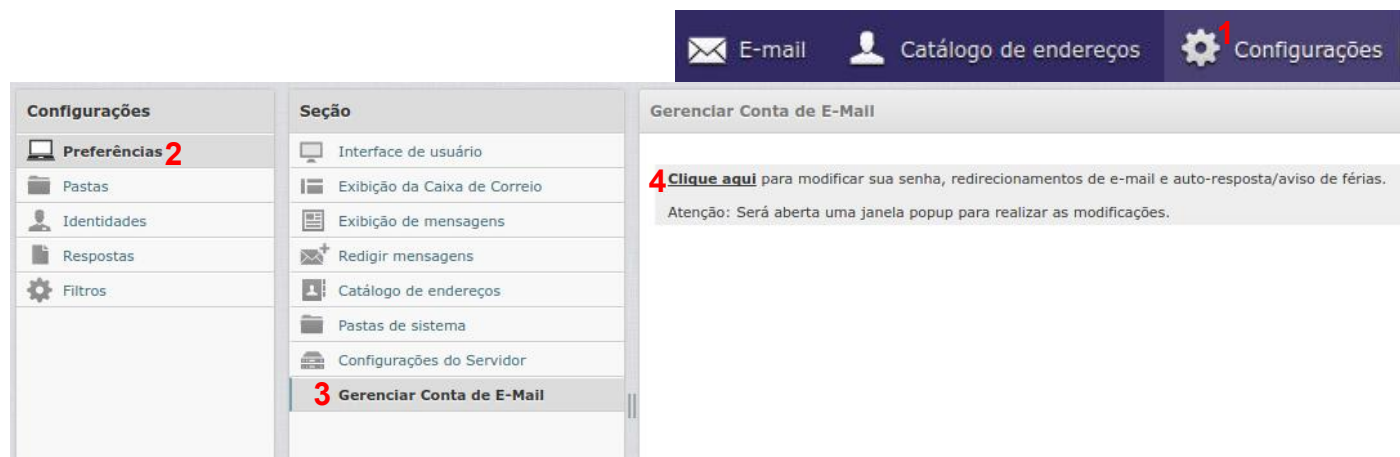 E-mail
Catálogo de endereços
1 Configurações
Configurações
Preferências 2
Pastas
Identidades
Respostas
Filtros
Seção
Interface de usuário
Exibição da Caixa de Correio
Exibição de mensagens
Redigir mensagens
Catálogo de endereços
Pastas de sistema
Configurações do Servidor
3 Gerenciar Conta de E-Mail
Gerenciar Conta de E-Mail
4 Clique aqui para modificar sua senha, redirecionamentos de e-mail e auto-resposta/aviso de férias.
Atenção: Será aberta uma janela popup para realizar as modificações.